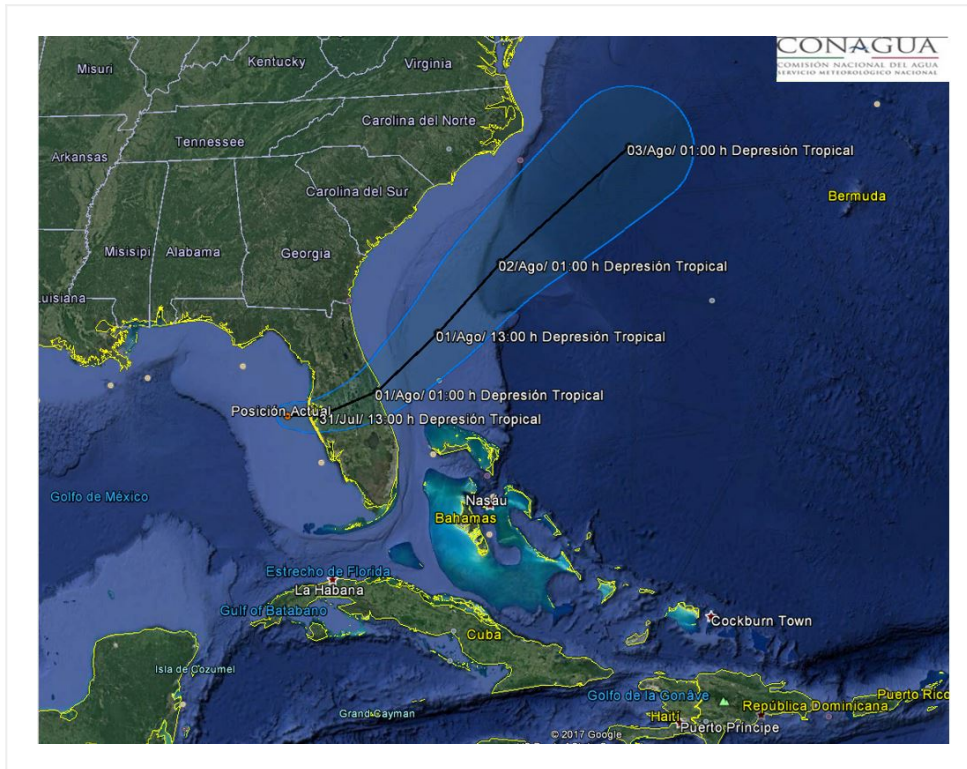 CONAGUA
COMISIÓN NACIONAL DEL AGUA
SERVICIO METEOROLÓGICO NACIONAL
Misuri
Kentucky
Virginia
Carolina del Norte
Tennessee
Arkansas
03/Ago/ 01:00 h Depresión Tropical
Carolina del Sur
Bermuda
Misisipi
Alabama
Georgia
02/Ago/ 01:00 h Depresión Tropical
Luisiana
01/Ago/ 13:00 h Depresión Tropical
01/Ago/ 01:00 h Depresión Tropical
Posición Actual
31/Jul/ 13:00 h Depresión Tropical
Golfo de México
Nasáu
Bahamas
Estrecho de Florida
La Habana
Gulf of Batabano
Cockburn Town
Cuba
Isla de Cozumel
Golfo de la Gonâve
Puerto Rico
República Dominicana
Grand Cayman
Haití
Puerto Príncipe
© 2017 Google